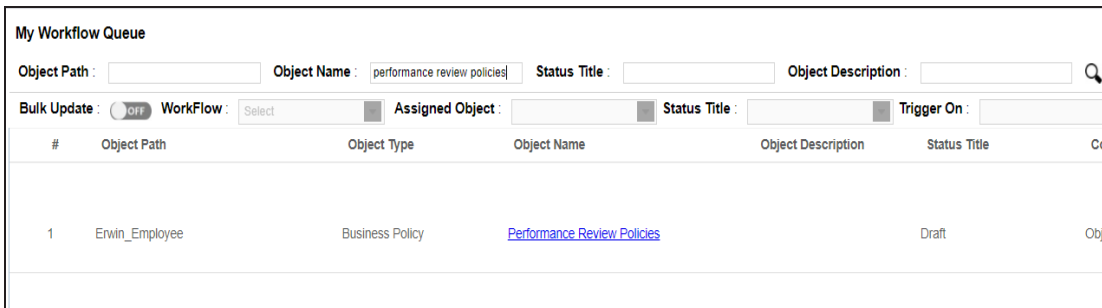 My Workflow Queue
Object Path : Object Name : performance review policies Status Title : Object Description :
Bulk Update : OFF WorkFlow : Select Assigned Object : Status Title : Trigger On :
# Object Path Object Type Object Name Object Description Status Title Co
1 Erwin_Employee Business Policy Performance Review Policies Draft Obj